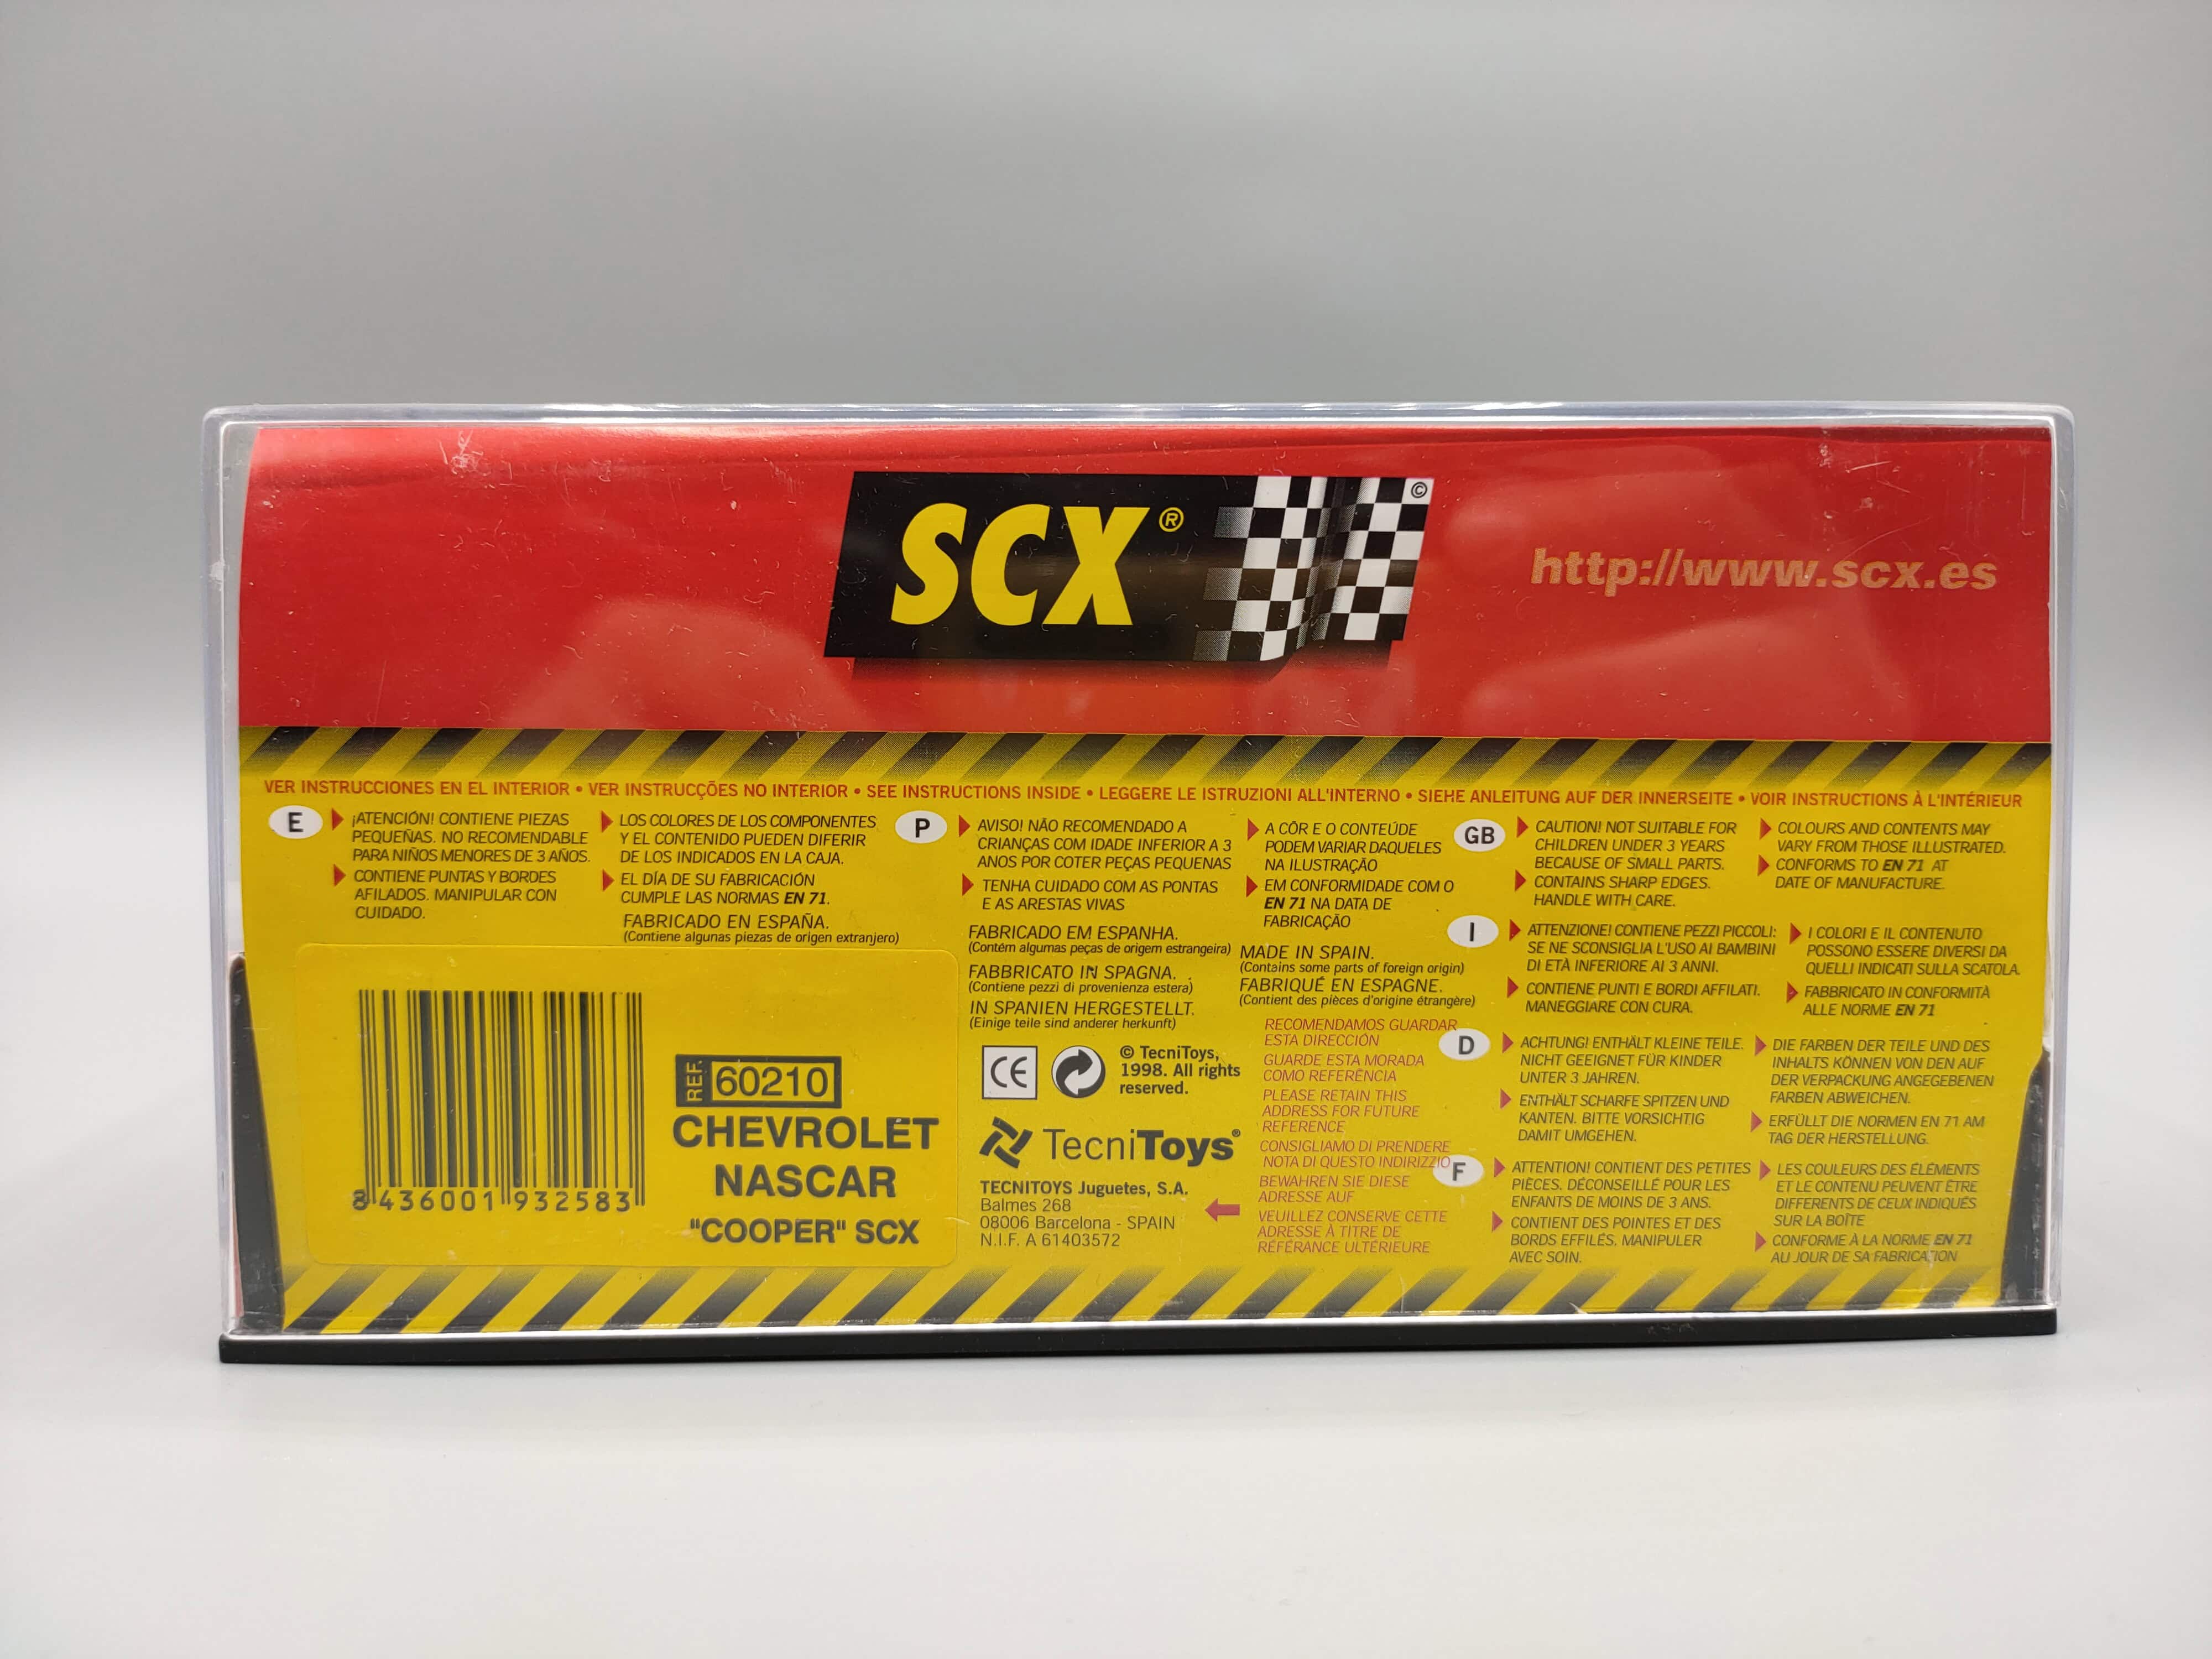 SCX®
©
http://www.scx.es
VER INSTRUCCIONES EN EL INTERIOR • VER INSTRUCÇÕES NO INTERIOR • SEE INSTRUCTIONS INSIDE • LEGGERE LE ISTRUZIONI ALL'INTERNO • SIEHE ANLEITUNG AUF DER INNERSEITE • VOIR INSTRUCTIONS À L'INTÉRIEUR
E
¡ATENCIÓN! CONTIENE PIEZAS
PEQUEÑAS. NO RECOMENDABLE
PARA NIÑOS MENORES DE 3 AÑOS.
CONTIENE PUNTAS Y BORDES
AFILADOS. MANIPULAR CON
CUIDADO.
LOS COLORES DE LOS COMPONENTES
Y EL CONTENIDO PUEDEN DIFERIR
DE LOS INDICADOS EN LA CAJA.
EL DÍA DE SU FABRICACIÓN
CUMPLE LAS NORMAS EN 71.
FABRICADO EN ESPAÑA.
(Contiene algunas piezas de origen extranjero)
P
AVISO! NÃO RECOMENDADO A
CRIANÇAS COM IDADE INFERIOR A 3
ANOS POR COTER PEÇAS PEQUENAS
TENHA CUIDADO COM AS PONTAS
E AS ARESTAS VIVAS
A CÔR E O CONTEÚDE
PODEM VARIAR DAQUELES
NA ILUSTRAÇÃO
EM CONFORMIDADE COM O
EN 71 NA DATA DE
FABRICAÇÃO
FABRICADO EM ESPANHA.
(Contém algumas peças de origem estrangeira)
FABBRICATO IN SPAGNA.
(Contiene pezzi di provenienza estera)
IN SPANIEN HERGESTELLT.
(Einige teile sind anderer herkunft)
MADE IN SPAIN.
(Contains some parts of foreign origin)
FABRIQUÉ EN ESPAGNE.
(Contient des pièces d'origine étrangère)
GB
CAUTION! NOT SUITABLE FOR
CHILDREN UNDER 3 YEARS
BECAUSE OF SMALL PARTS.
CONTAINS SHARP EDGES.
HANDLE WITH CARE.
COLOURS AND CONTENTS MAY
VARY FROM THOSE ILLUSTRATED.
CONFORMS TO EN 71 AT
DATE OF MANUFACTURE.
I
ATTENZIONE! CONTIENE PEZZI PICCOLI:
SE NE SCONSIGLIA L'USO AI BAMBINI
DI ETÀ INFERIORE AI 3 ANNI.
CONTIENE PUNTI E BORDI AFFILATI.
MANEGGIARE CON CURA.
I COLORI E IL CONTENUTO
POSSONO ESSERE DIVERSI DA
QUELLI INDICATI SULLA SCATOLA.
FABBRICATO IN CONFORMITÀ
ALLE NORME EN 71
D
ACHTUNG! ENTHÄLT KLEINE TEILE.
NICHT GEEIGNET FÜR KINDER
UNTER 3 JAHREN.
ENTHÄLT SCHARFE SPITZEN UND
KANTEN. BITTE VORSICHTIG
DAMIT UMGEHEN.
DIE FARBEN DER TEILE UND DES
INHALTS KÖNNEN VON DEN AUF
DER VERPACKUNG ANGEGEBENEN
FARBEN ABWEICHEN.
ERFÜLLT DIE NORMEN EN 71 AM
TAG DER HERSTELLUNG.
F
ATTENTION! CONTIENT DES PETITES
PIÈCES. DÉCONSEILLÉ POUR LES
ENFANTS DE MOINS DE 3 ANS.
CONTIENT DES POINTES ET DES
BORDS EFFILÉS. MANIPULER
AVEC SOIN.
LES COULEURS DES ÉLÉMENTS
ET LE CONTENU PEUVENT ÊTRE
DIFFERENTS DE CEUX INDIQUÉS
SUR LA BOÎTE
CONFORME À LA NORME EN 71
AU JOUR DE SA FABRICATION
8 436001 932583
REF. 60210
CHEVROLET
NASCAR
"COOPER" SCX
CE
© TecniToys,
1998. All rights
reserved.
TecniToys®
TECNITOYS Juguetes, S.A.
Balmes 268
08006 Barcelona - SPAIN
N.I.F. A 61403572
RECOMENDAMOS GUARDAR
ESTA DIRECCIÓN
GUARDE ESTA MORADA
COMO REFERÊNCIA
PLEASE RETAIN THIS
ADDRESS FOR FUTURE
REFERENCE
CONSIGLIAMO DI PRENDERE
NOTA DI QUESTO INDIRIZZIO
BEWAHREN SIE DIESE
ADRESSE AUF
VEUILLEZ CONSERVE CETTE
ADRESSE À TITRE DE
RÉFÉRANCE ULTÉRIEURE